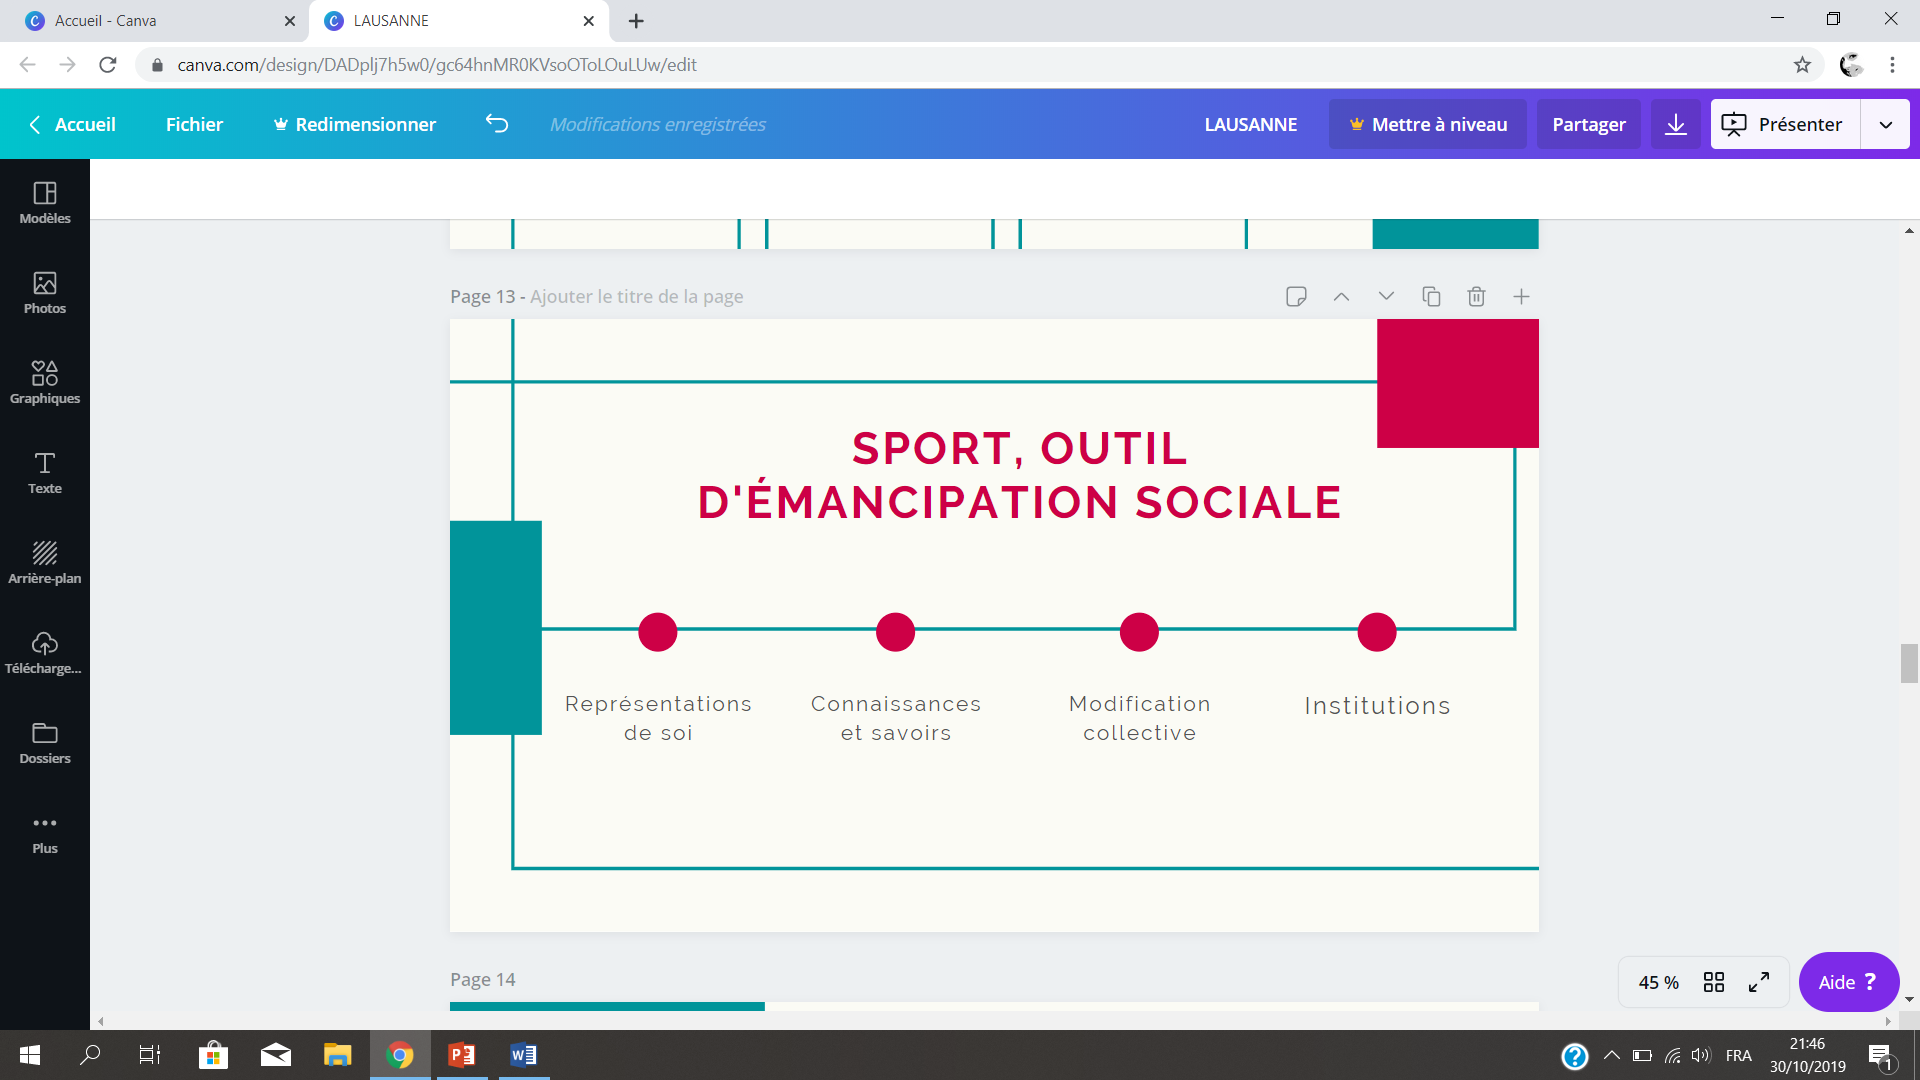 Accueil - Canva
LAUSANNE
canva.com/design/DADplj7h5w0/gc64hnMR0KVsoOToLOuLUw/edit
Accueil
Fichier
Redimensionner
Modifications enregistrées
LAUSANNE
Mettre à niveau
Partager
Présenter
Modèles
Photos
Graphiques
Texte
Arrière-plan
Télécharge...
Dossiers
Plus
Page 13 - Ajouter le titre de la page
SPORT, OUTIL
D'ÉMANCIPATION SOCIALE
Représentations
de soi
Connaissances
et savoirs
Modification
collective
Institutions
Page 14
45 %
Aide ?
FRA
21:46
30/10/2019
1